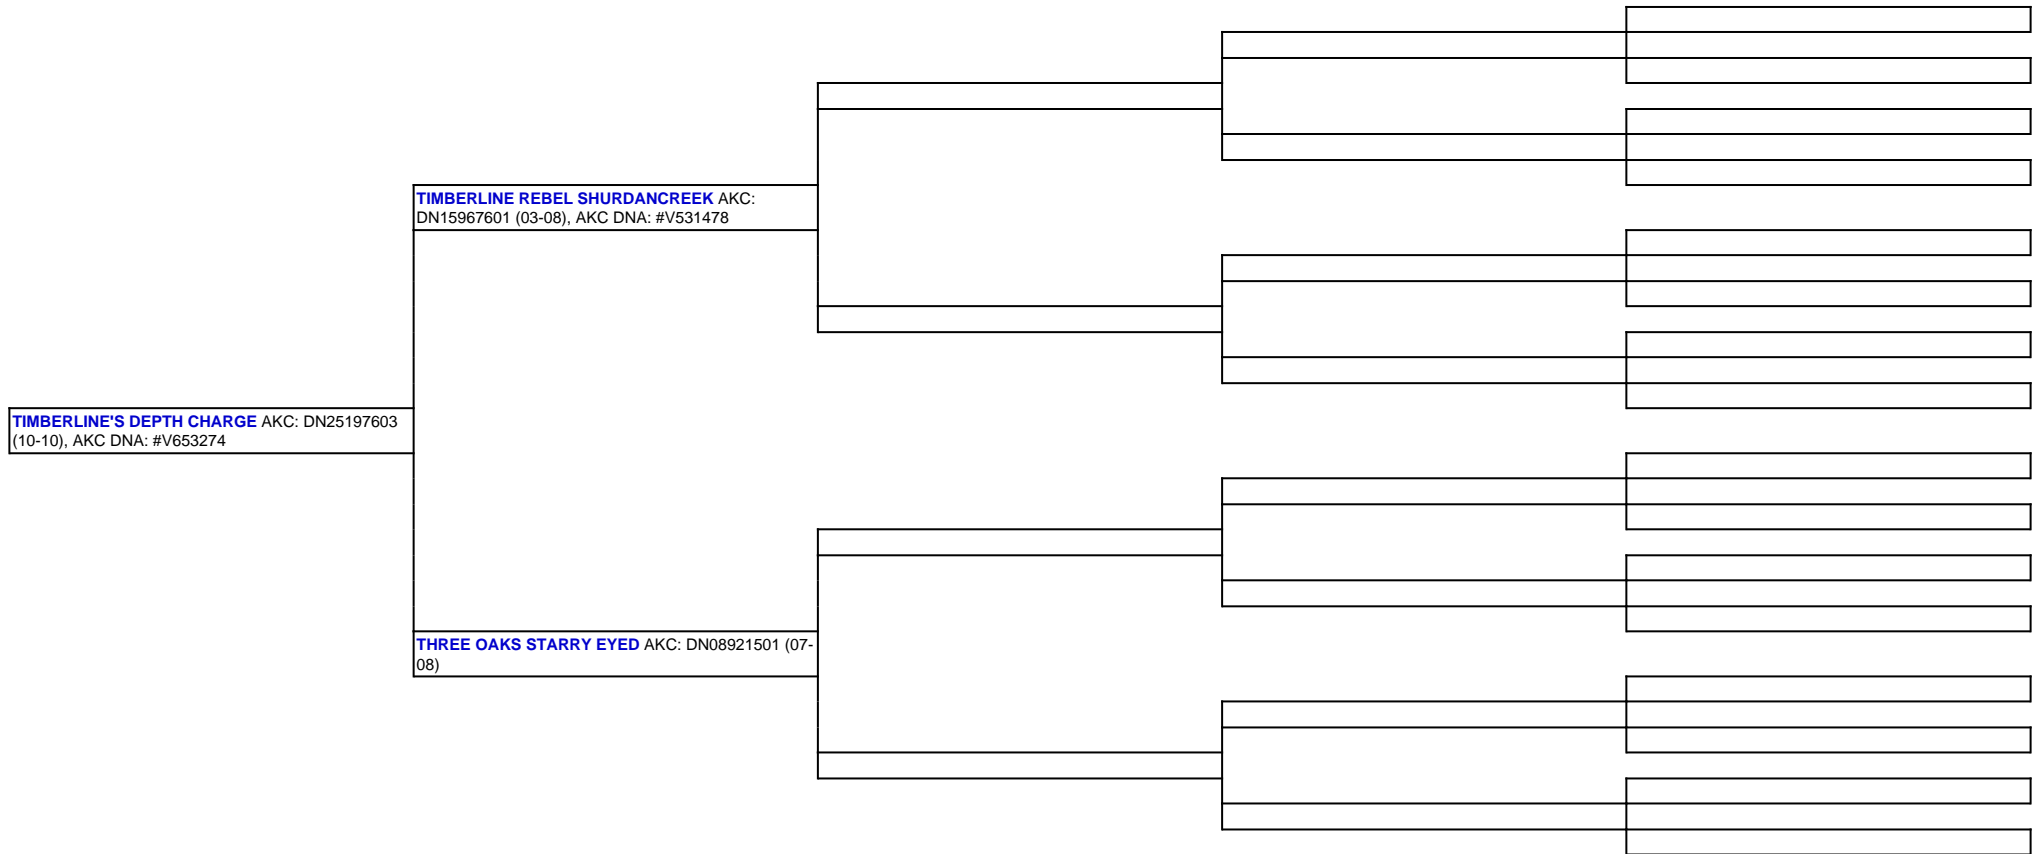 TIMBERLINE REBEL SHURDANCREEK AKC:
DN15967601 (03-08), AKC DNA: #V531478
TIMBERLINE'S DEPTH CHARGE AKC: DN25197603
(10-10), AKC DNA: #V653274
THREE OAKS STARRY EYED AKC: DN08921501 (07-
08)